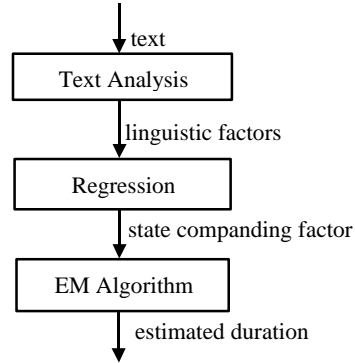 text
Text Analysis
linguistic factors
Regression
state companding factor
EM Algorithm
estimated duration